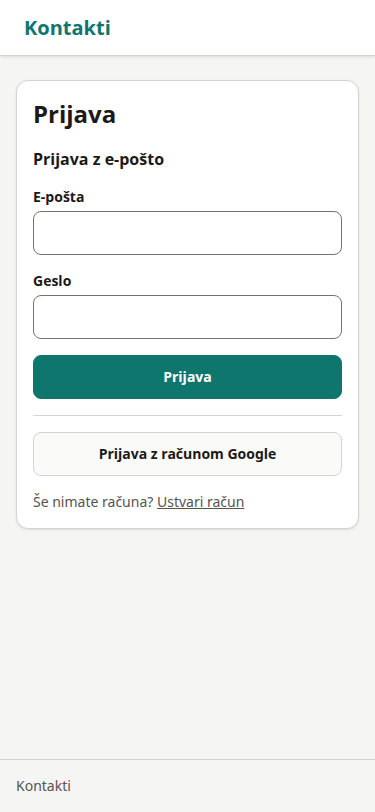 Kontakti
Prijava
Prijava z e-pošto
E-pošta
Geslo
Prijava
Prijava z računom Google
Še nimate računa? Ustvari račun
Kontakti